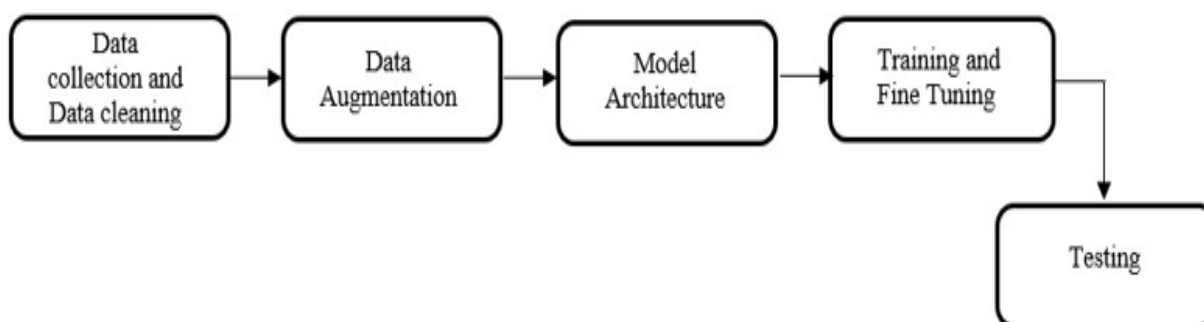 Data
collection and
Data cleaning
Data
Augmentation
Model
Architecture
Training and
Fine Tuning
Testing